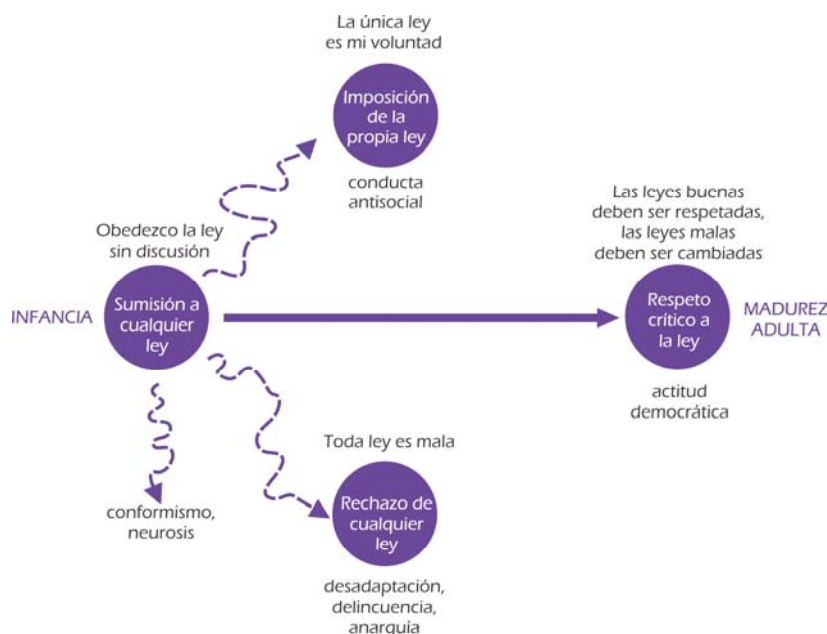 La única ley
es mi voluntad
Imposición
de la
propia ley
conducta
antisocial
Obedezco la ley
sin discusión
INFANCIA
Sumisión a
cualquier
ley
Las leyes buenas
deben ser respetadas,
las leyes malas
deben ser cambiadas
Respeto
crítico a
la ley
MADUREZ
ADULTA
actitud
democrática
conformismo,
neurosis
Toda ley es mala
Rechazo de
cualquier
ley
desadaptación,
delincuencia,
anarquía